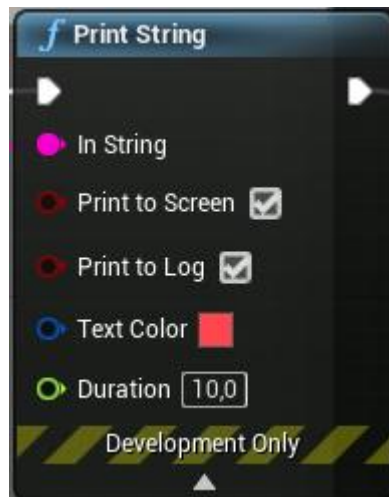 f Print String
In String
Print to Screen
Print to Log
Text Color
Duration 10,0
Development Only